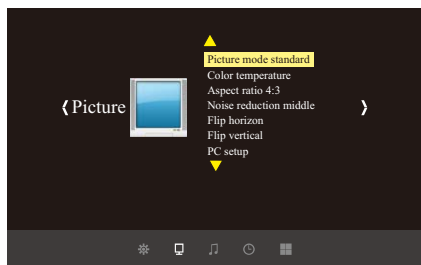 Picture
Picture mode standard
Color temperature
Aspect ratio 4:3
Noise reduction middle
Flip horizon
Flip vertical
PC setup